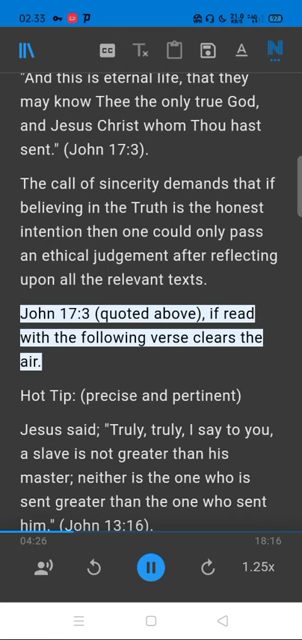 02.33
21.0
KB/S
62
CC
T
A
N
"And this is eternal life, that they
may know Thee the only true God,
and Jesus Christ whom Thou hast
sent." (John 17:3).
The call of sincerity demands that if
believing in the Truth is the honest
intention then one could only pass
an ethical judgement after reflecting
upon all the relevant texts.
John 17:3 (quoted above), if read
with the following verse clears the
air.
Hot Tip: (precise and pertinent)
Jesus said; "Truly, truly, I say to you,
a slave is not greater than his
master; neither is the one who is
sent greater than the one who sent
him." (John 13:16).
04:26
18:16
1.25x